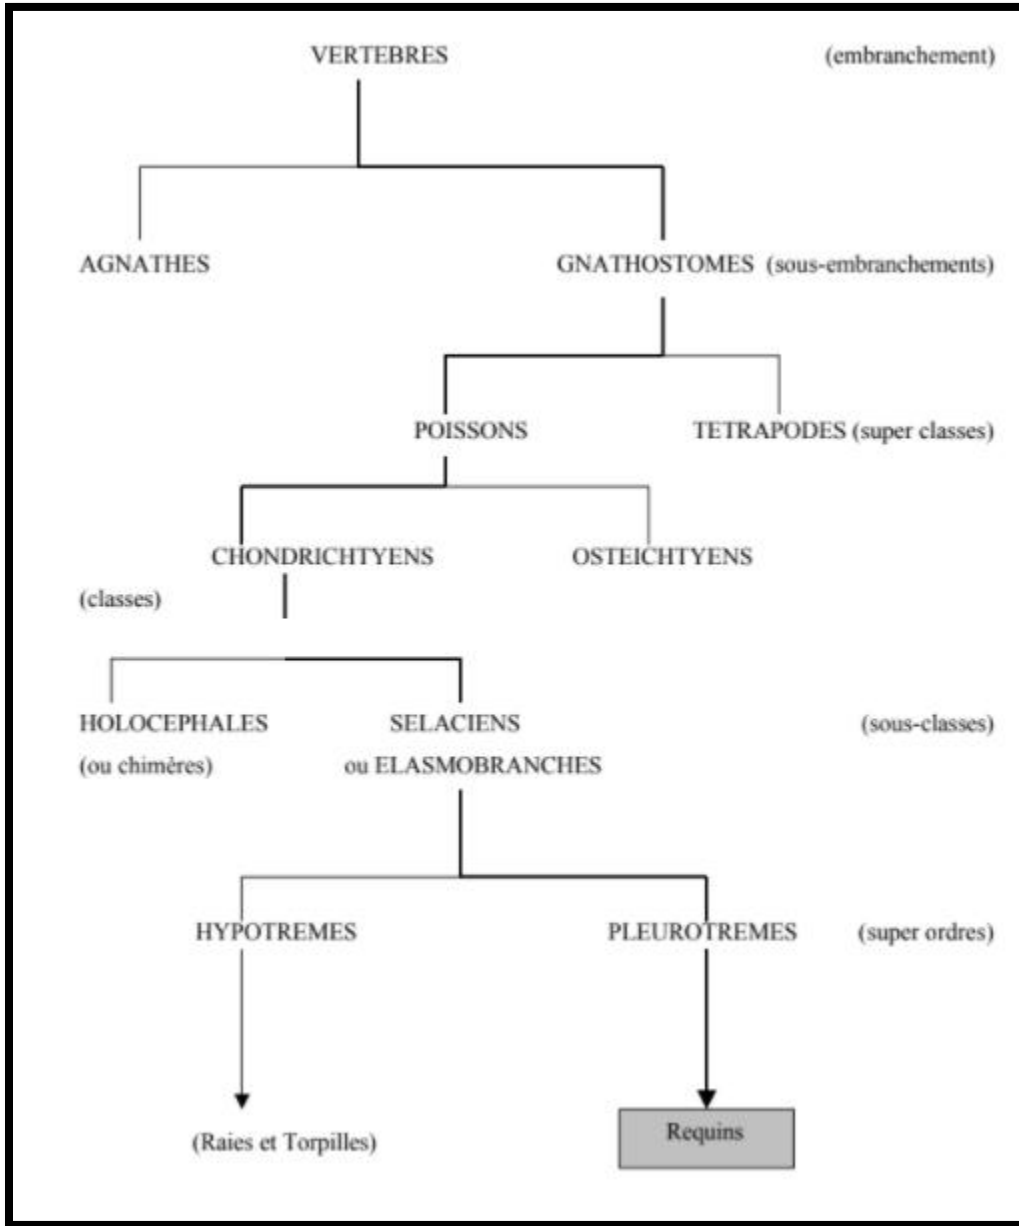 VERTEBRES (embranchement)
AGNATHES GNATHOSTOMES (sous-embranchements)
POISSONS TETRAPODES (super classes)
CHONDRICHTYENS OSTEICHTYENS
(classes)
HOLOCEPHALES SELACIENS (sous-classes)
(ou chimères) ou ELASMOBRANCHES
HYPOTREMES PLEUROTREMES (super ordres)
(Raies et Torpilles) Requins